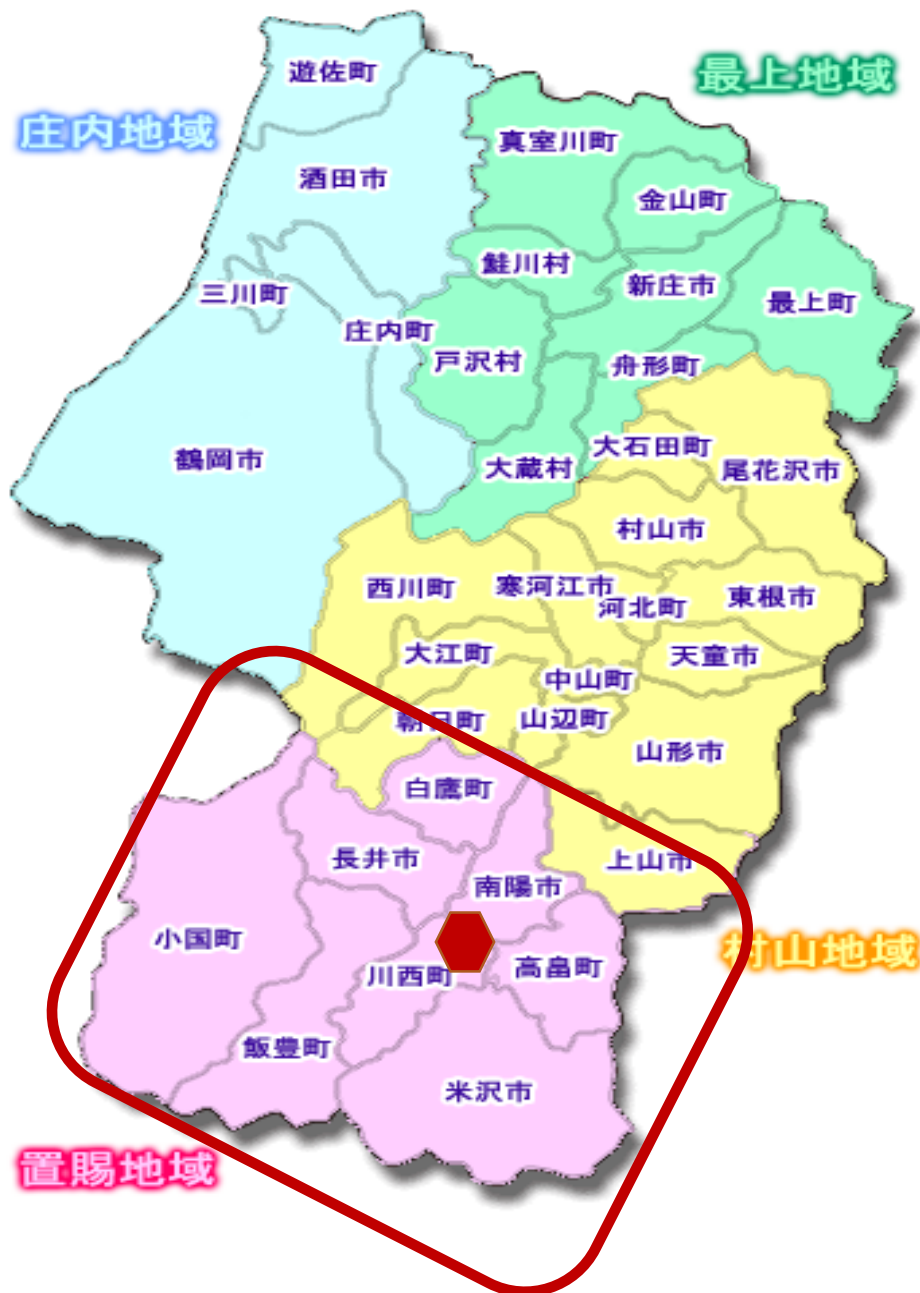 遊佐町
最上地域
庄内地域
真室川町
酒田市
金山町
鮭川村
三川町
新庄市
最上町
庄内町
戸沢村
舟形町
鶴岡市
大蔵村
大石田町
尾花沢市
村山市
西川町
寒河江市
河北町
東根市
大江町
天童市
中山町
朝日町
山辺町
山形市
白鷹町
長井市
上山市
南陽市
小国町
村山地域
川西町
高畠町
飯豊町
米沢市
置賜地域